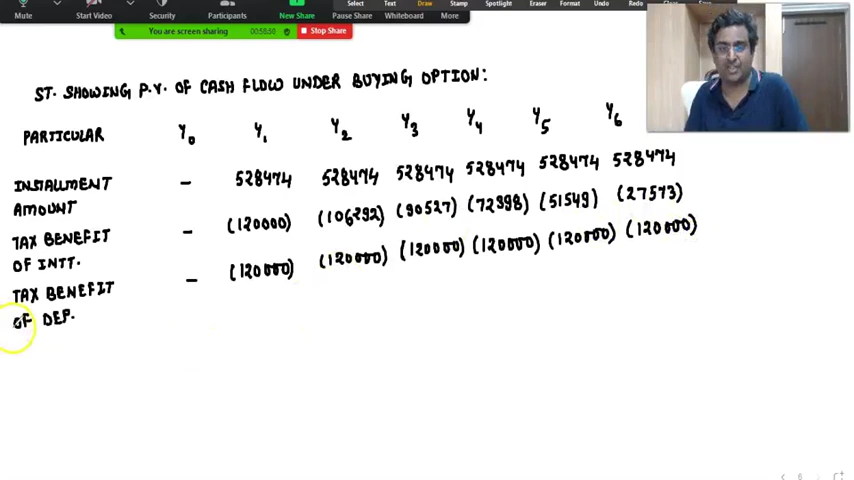 Select Text Draw Stamp Spotlight Eraser Format Undo
Mute Start Video Security Participants New Share Pause Share Whiteboard More
You are screen sharing Stop Share
ST. SHOWING P.V. OF CASH FLOW UNDER BUYING OPTION:
PARTICULAR Y0 Y1 Y2 Y3 Y4 Y5 Y6
INSTALLMENT - 528474 528474 528474 528474 528474 528474
AMOUNT
TAX BENEFIT - (120000) (106292) (90527) (72398) (51549) (27573)
OF INTT.
TAX BENEFIT - (120000) (120000) (120000) (120000) (120000) (120000)
OF DEP.
6